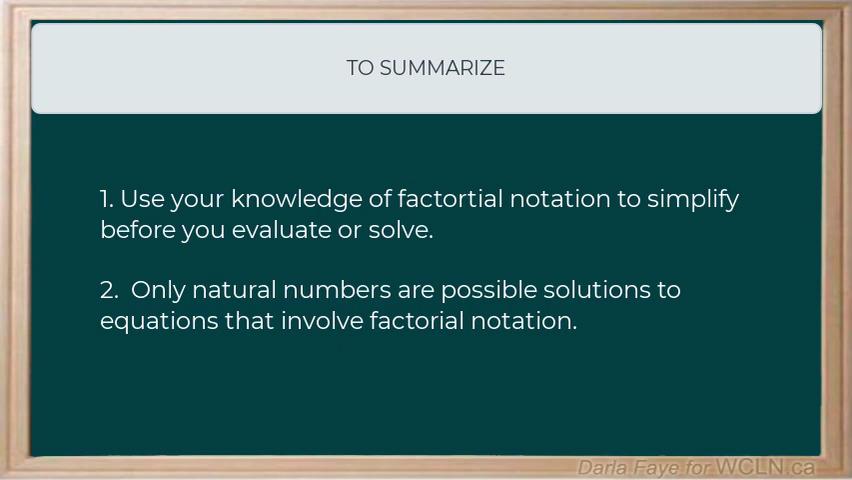 TO SUMMARIZE
1. Use your knowledge of factortial notation to simplify
before you evaluate or solve.
2. Only natural numbers are possible solutions to
equations that involve factorial notation.
Darla Faye for WCLN.ca